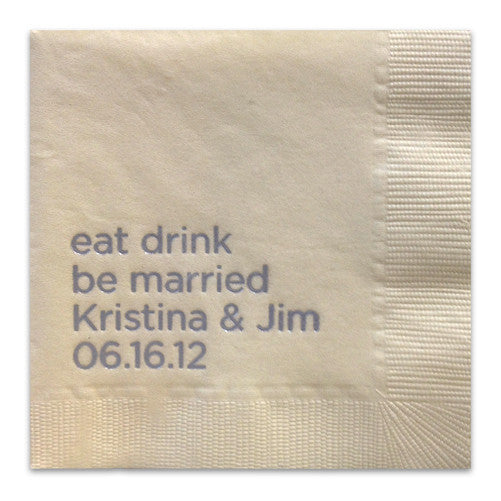 eat drink
be married
Kristina & Jim
06.16.12